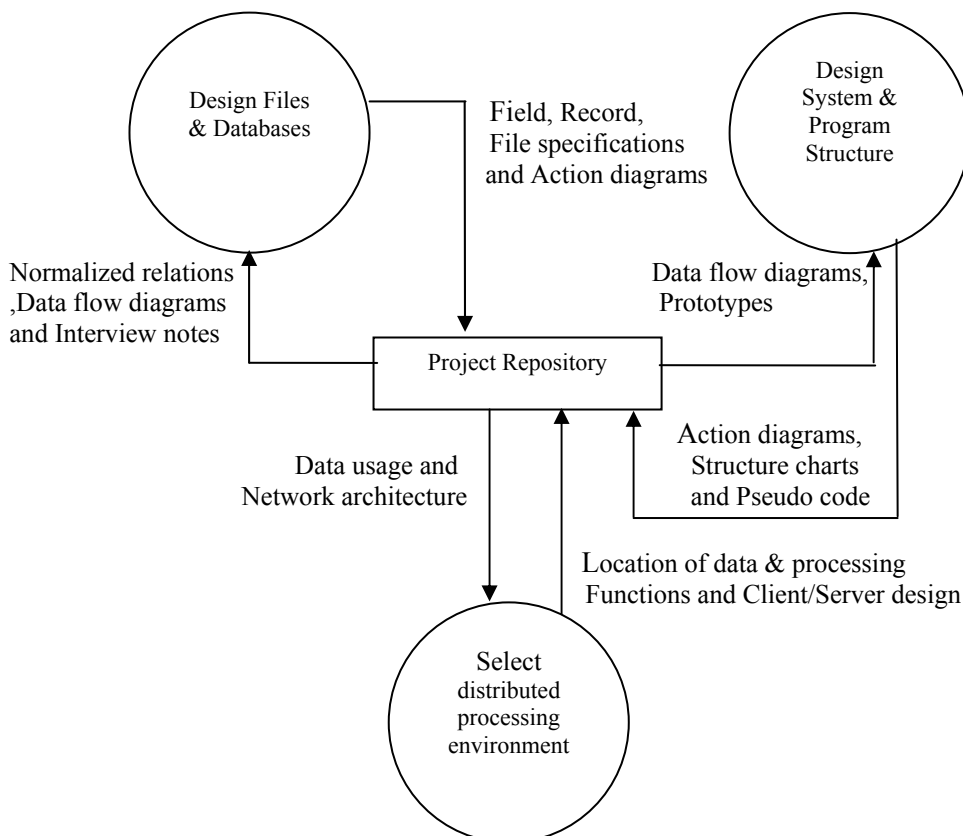 Design Files
& Databases
Design
System &
Program
Structure
Field, Record,
File specifications
and Action diagrams
Normalized relations
,Data flow diagrams
and Interview notes
Data flow diagrams,
Prototypes
Project Repository
Data usage and
Network architecture
Action diagrams,
Structure charts
and Pseudo code
Location of data & processing
Functions and Client/Server design
Select
distributed
processing
environment